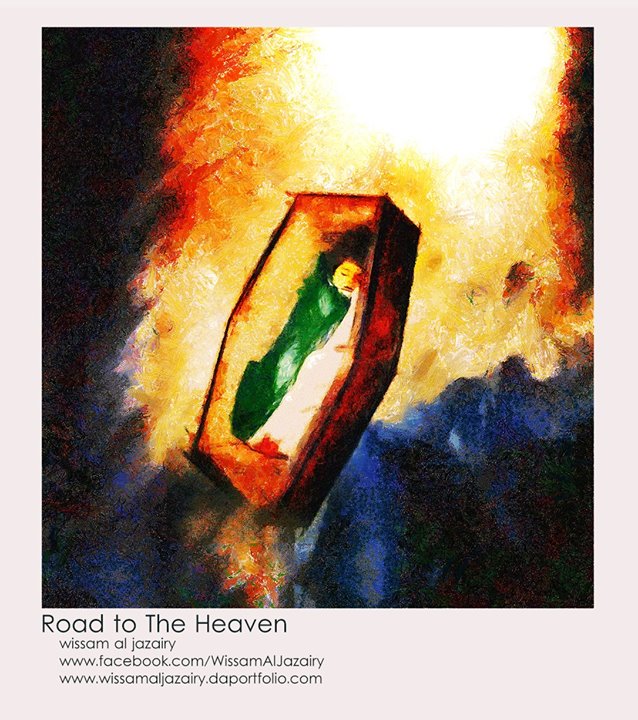 Road to The Heaven
wissam al jazairy
www.facebook.com/WissamAlJazairy
www.wissamaljazairy.daportfolio.com